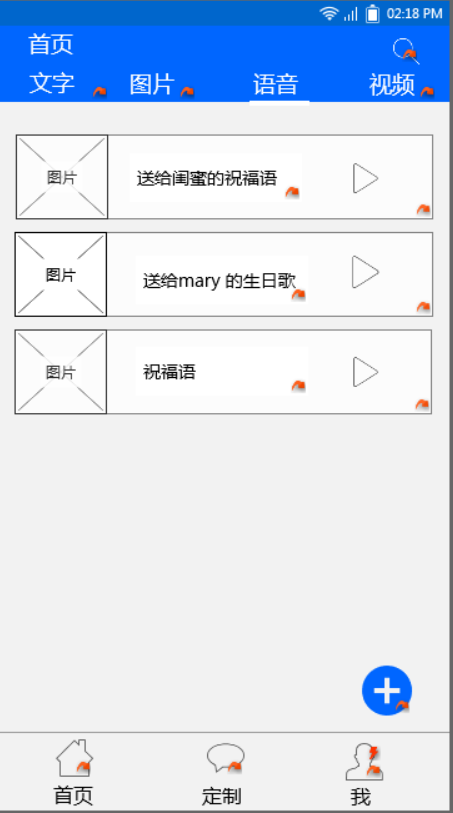 02:18 PM
首页
文字 图片 语音 视频
图片 送给闺蜜的祝福语
图片 送给mary 的生日歌
图片 祝福语
首页 定制 我